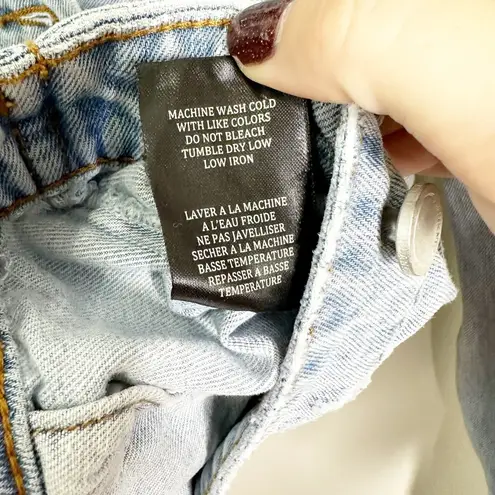 MACHINE WASH COLD
WITH LIKE COLORS
DO NOT BLEACH
TUMBLE DRY LOW
LOW IRON
LAVER A LA MACHINE
A L'EAU FROIDE
NE PAS JAVELLISER
SECHER A LA MACHINE
BASSE TEMPERATURE
REPASSER A BASSE
TEMPERATURE